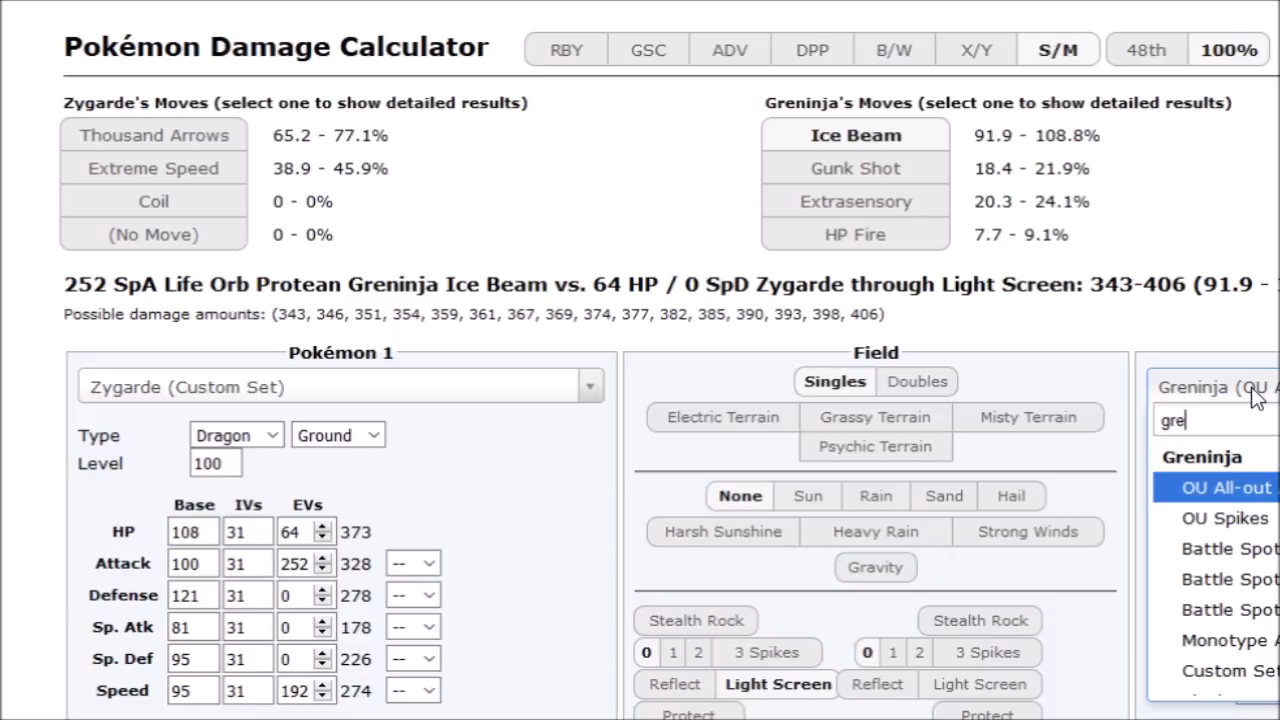 Pokémon Damage Calculator
RBY GSC ADV DPP B/W X/Y S/M 48th 100%
Zygarde's Moves (select one to show detailed results)
Thousand Arrows 65.2 - 77.1%
Extreme Speed 38.9 - 45.9%
Coil 0 - 0%
(No Move) 0 - 0%
Greninja's Moves (select one to show detailed results)
Ice Beam 91.9 - 108.8%
Gunk Shot 18.4 - 21.9%
Extrasensory 20.3 - 24.1%
HP Fire 7.7 - 9.1%
252 SpA Life Orb Protean Greninja Ice Beam vs. 64 HP / 0 SpD Zygarde through Light Screen: 343-406 (91.9 -
Possible damage amounts: (343, 346, 351, 354, 359, 361, 367, 369, 374, 377, 382, 385, 390, 393, 398, 406)
Pokémon 1
Zygarde (Custom Set)
Type Dragon Ground
Level 100
Base IVs EVs
HP 108 31 64 373
Attack 100 31 252 328 --
Defense 121 31 0 278 --
Sp. Atk 81 31 0 178 --
Sp. Def 95 31 0 226 --
Speed 95 31 192 274 --
Field
Singles Doubles
Electric Terrain Grassy Terrain Misty Terrain
Psychic Terrain
None Sun Rain Sand Hail
Harsh Sunshine Heavy Rain Strong Winds
Gravity
Stealth Rock Stealth Rock
0 1 2 3 Spikes 0 1 2 3 Spikes
Reflect Light Screen Reflect Light Screen
Protect Protect
Greninja (OU A
gre
Greninja
OU All-out
OU Spikes
Battle Spot
Battle Spot
Battle Spot
Monotype A
Custom Set